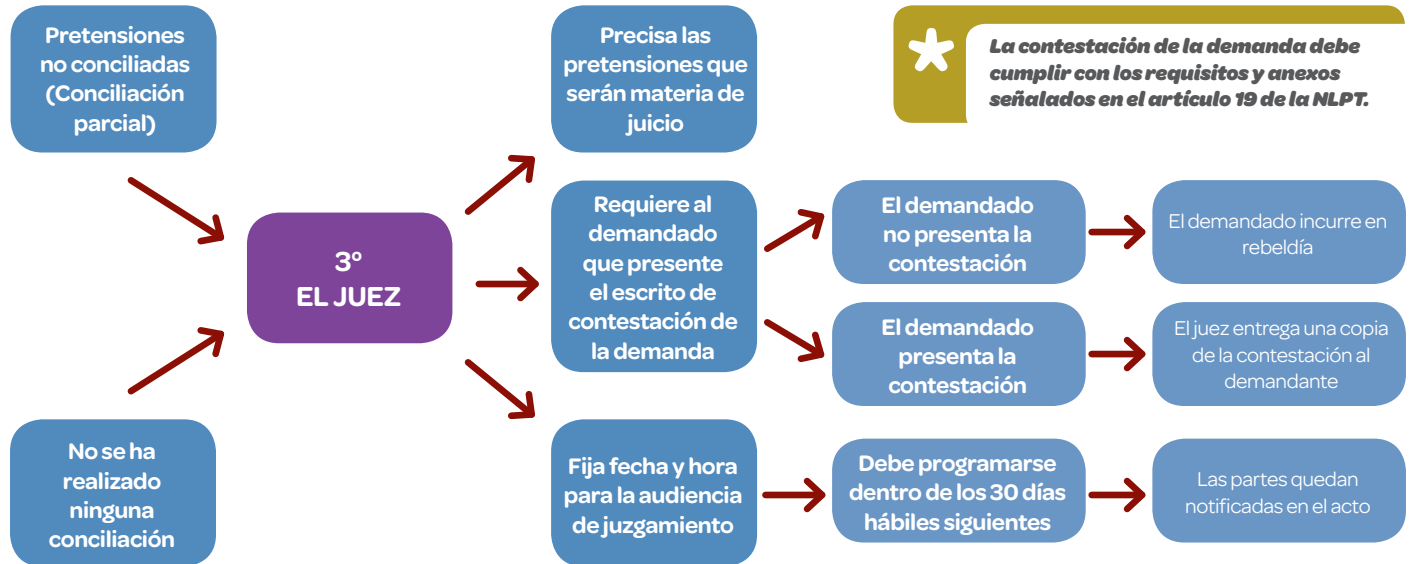 Pretensiones
no conciliadas
(Conciliación
parcial)
No se ha
realizado
ninguna
conciliación
3º
EL JUEZ
Precisa las
pretensiones que
serán materia de
juicio
La contestación de la demanda debe
cumplir con los requisitos y anexos
señalados en el artículo 19 de la NLPT.
Requiere al
demandado
que presente
el escrito de
contestación de
la demanda
El demandado
no presenta la
contestación
El demandado incurre en
rebeldía
El demandado
presenta la
contestación
El juez entrega una copia
de la contestación al
demandante
Fija fecha y hora
para la audiencia
de juzgamiento
Debe programarse
dentro de los 30 días
hábiles siguientes
Las partes quedan
notificadas en el acto